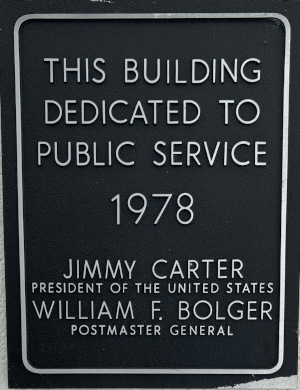 THIS BUILDING
DEDICATED TO
PUBLIC SERVICE
1978
JIMMY CARTER
PRESIDENT OF THE UNITED STATES
WILLIAM F. BOLGER
POSTMASTER GENERAL